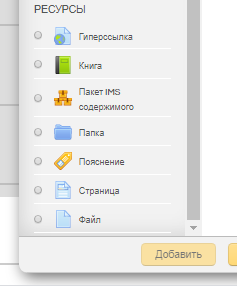 РЕСУРСЫ
Гиперссылка
Книга
Пакет IMS
содержимого
Папка
Пояснение
Страница
Файл
Добавить